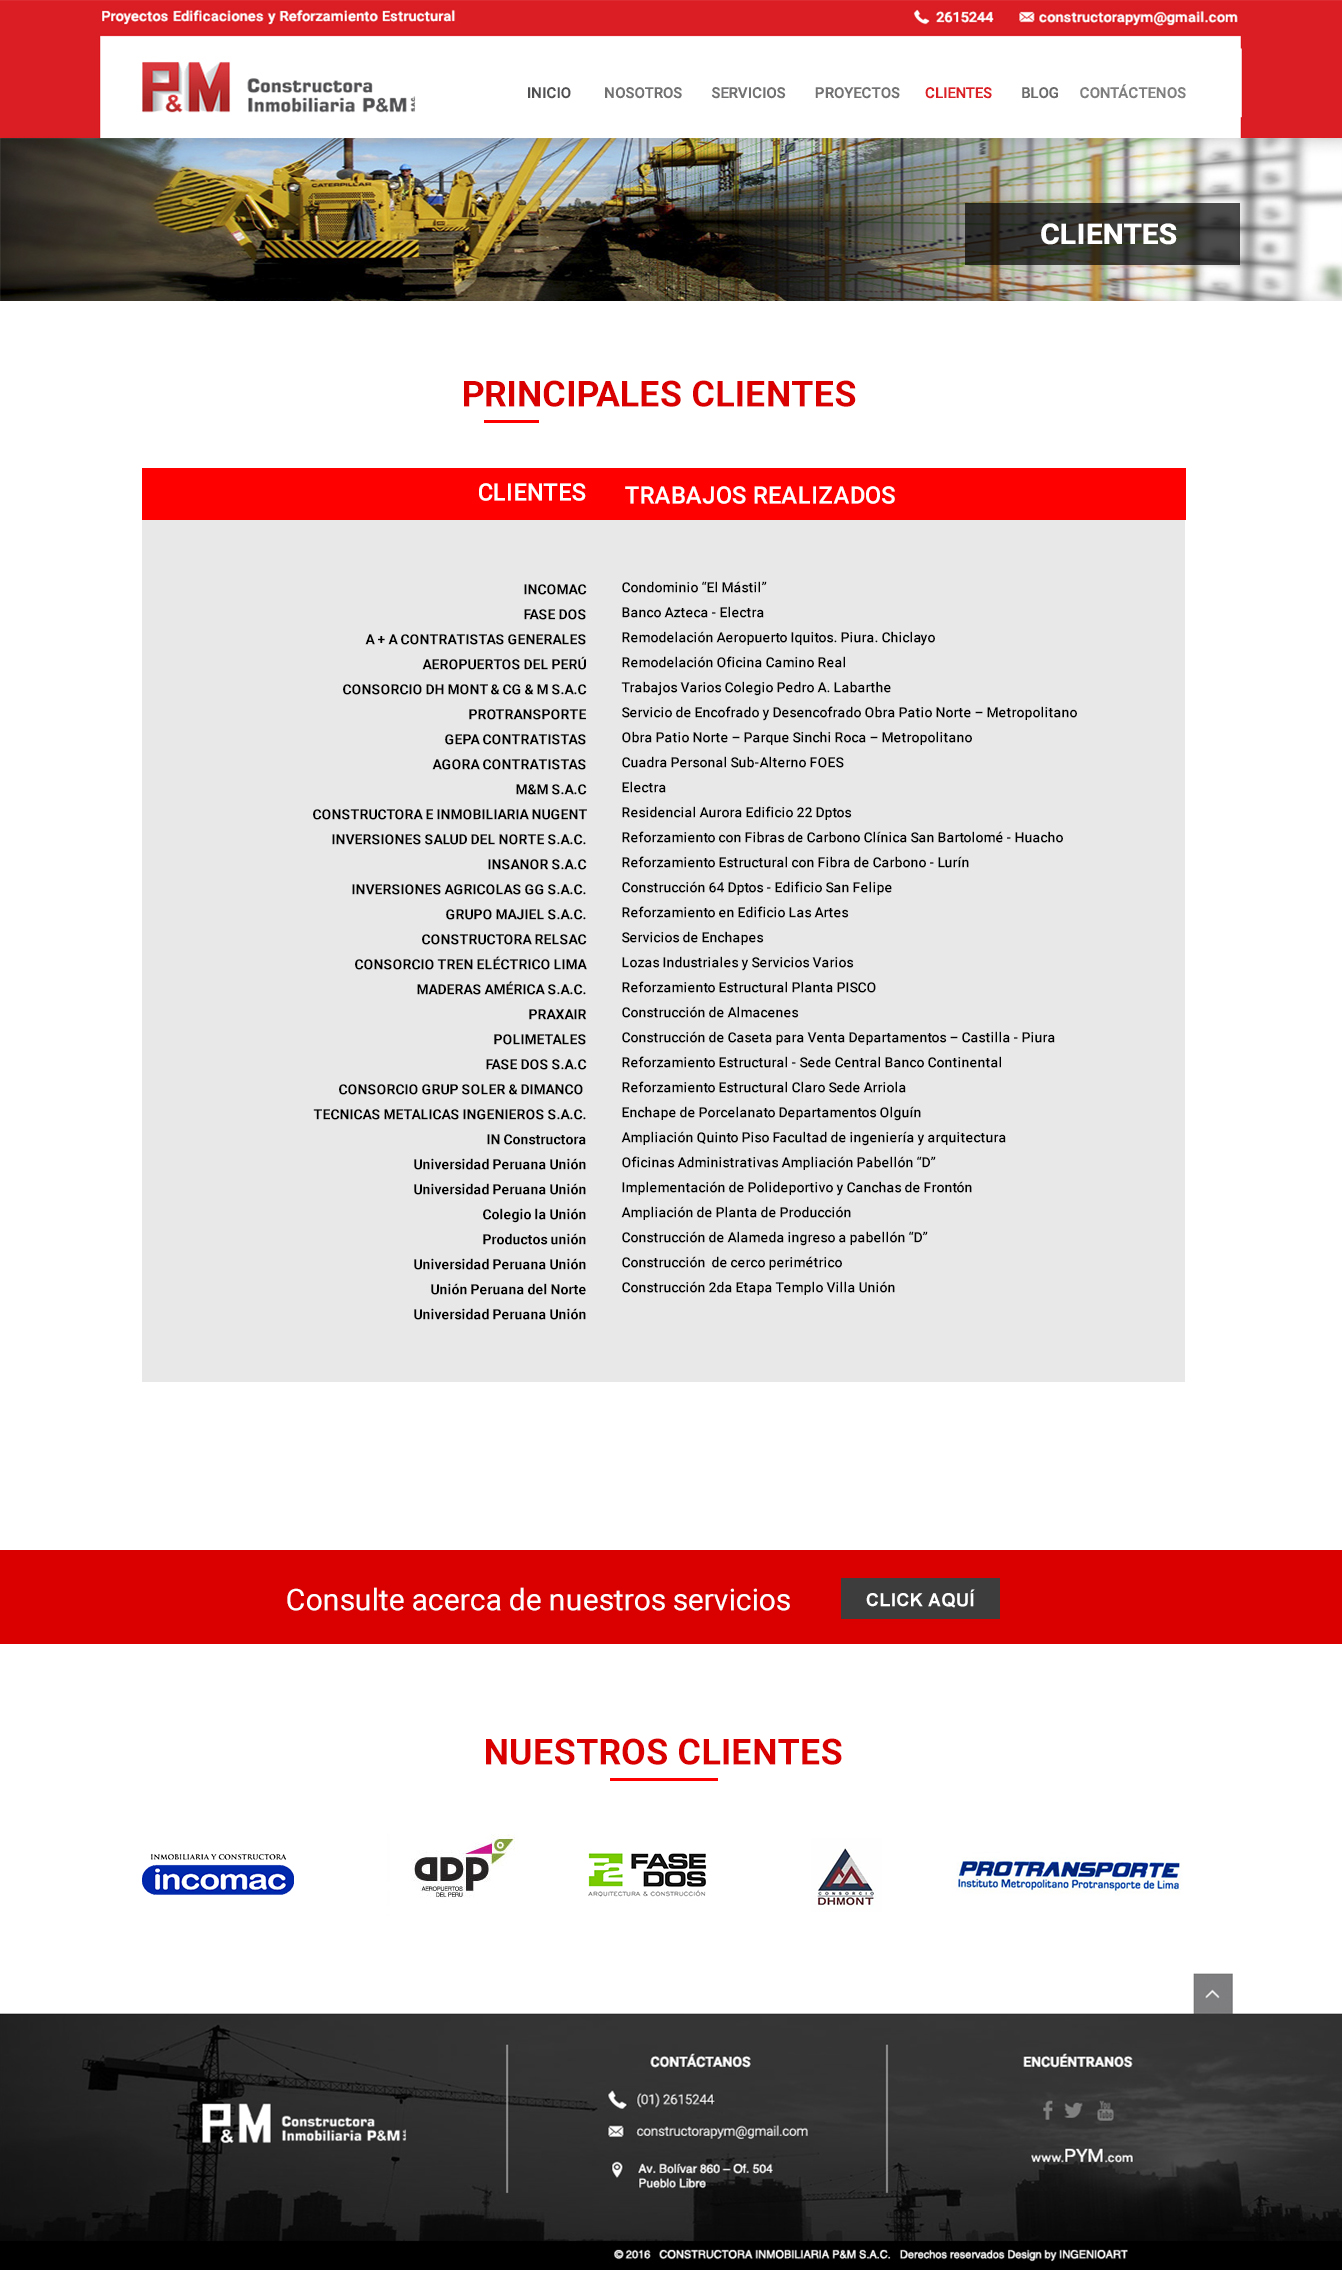 Proyectos Edificaciones y Reforzamiento Estructural
2615244
constructorapym@gmail.com
P&M Constructora
Inmobiliaria P&M S.A.C.
INICIO NOSOTROS SERVICIOS PROYECTOS CLIENTES BLOG CONTÁCTENOS
CATERPILLAR
CLIENTES
PRINCIPALES CLIENTES
CLIENTES TRABAJOS REALIZADOS
INCOMAC Condominio “El Mástil”
FASE DOS Banco Azteca - Electra
A + A CONTRATISTAS GENERALES Remodelación Aeropuerto Iquitos. Piura. Chiclayo
AEROPUERTOS DEL PERÚ Remodelación Oficina Camino Real
CONSORCIO DH MONT & CG & M S.A.C Trabajos Varios Colegio Pedro A. Labarthe
PROTRANSPORTE Servicio de Encofrado y Desencofrado Obra Patio Norte – Metropolitano
GEPA CONTRATISTAS Obra Patio Norte – Parque Sinchi Roca – Metropolitano
AGORA CONTRATISTAS Cuadra Personal Sub-Alterno FOES
M&M S.A.C Electra
CONSTRUCTORA E INMOBILIARIA NUGENT Residencial Aurora Edificio 22 Dptos
INVERSIONES SALUD DEL NORTE S.A.C. Reforzamiento con Fibras de Carbono Clínica San Bartolomé - Huacho
INSANOR S.A.C Reforzamiento Estructural con Fibra de Carbono - Lurín
INVERSIONES AGRICOLAS GG S.A.C. Construcción 64 Dptos - Edificio San Felipe
GRUPO MAJIEL S.A.C. Reforzamiento en Edificio Las Artes
CONSTRUCTORA RELSAC Servicios de Enchapes
CONSORCIO TREN ELÉCTRICO LIMA Lozas Industriales y Servicios Varios
MADERAS AMÉRICA S.A.C. Reforzamiento Estructural Planta PISCO
PRAXAIR Construcción de Almacenes
POLIMETALES Construcción de Caseta para Venta Departamentos – Castilla - Piura
FASE DOS S.A.C Reforzamiento Estructural - Sede Central Banco Continental
CONSORCIO GRUP SOLER & DIMANCO Reforzamiento Estructural Claro Sede Arriola
TECNICAS METALICAS INGENIEROS S.A.C. Enchape de Porcelanato Departamentos Olguín
IN Constructora Ampliación Quinto Piso Facultad de ingeniería y arquitectura
Universidad Peruana Unión Oficinas Administrativas Ampliación Pabellón “D”
Universidad Peruana Unión Implementación de Polideportivo y Canchas de Frontón
Colegio la Unión Ampliación de Planta de Producción
Productos unión Construcción de Alameda ingreso a pabellón “D”
Universidad Peruana Unión Construcción de cerco perimétrico
Unión Peruana del Norte Construcción 2da Etapa Templo Villa Unión
Universidad Peruana Unión
Consulte acerca de nuestros servicios CLICK AQUÍ
NUESTROS CLIENTES
INMOBILIARIA Y CONSTRUCTORA
incomac
adp
AEROPUERTOS
DEL PERU
FASE
DOS
ARQUITECTURA & CONSTRUCCIÓN
CONSORCIO
DHMONT
PROTRANSPORTE
Instituto Metropolitano Protransporte de Lima
P&M Constructora
Inmobiliaria P&M
CONTÁCTANOS
(01) 2615244
constructorapym@gmail.com
Av. Bolívar 860 – Of. 504
Pueblo Libre
ENCUÉNTRANOS
www.PYM.com
© 2016 CONSTRUCTORA INMOBILIARIA P&M S.A.C. Derechos reservados Design by INGENIOART